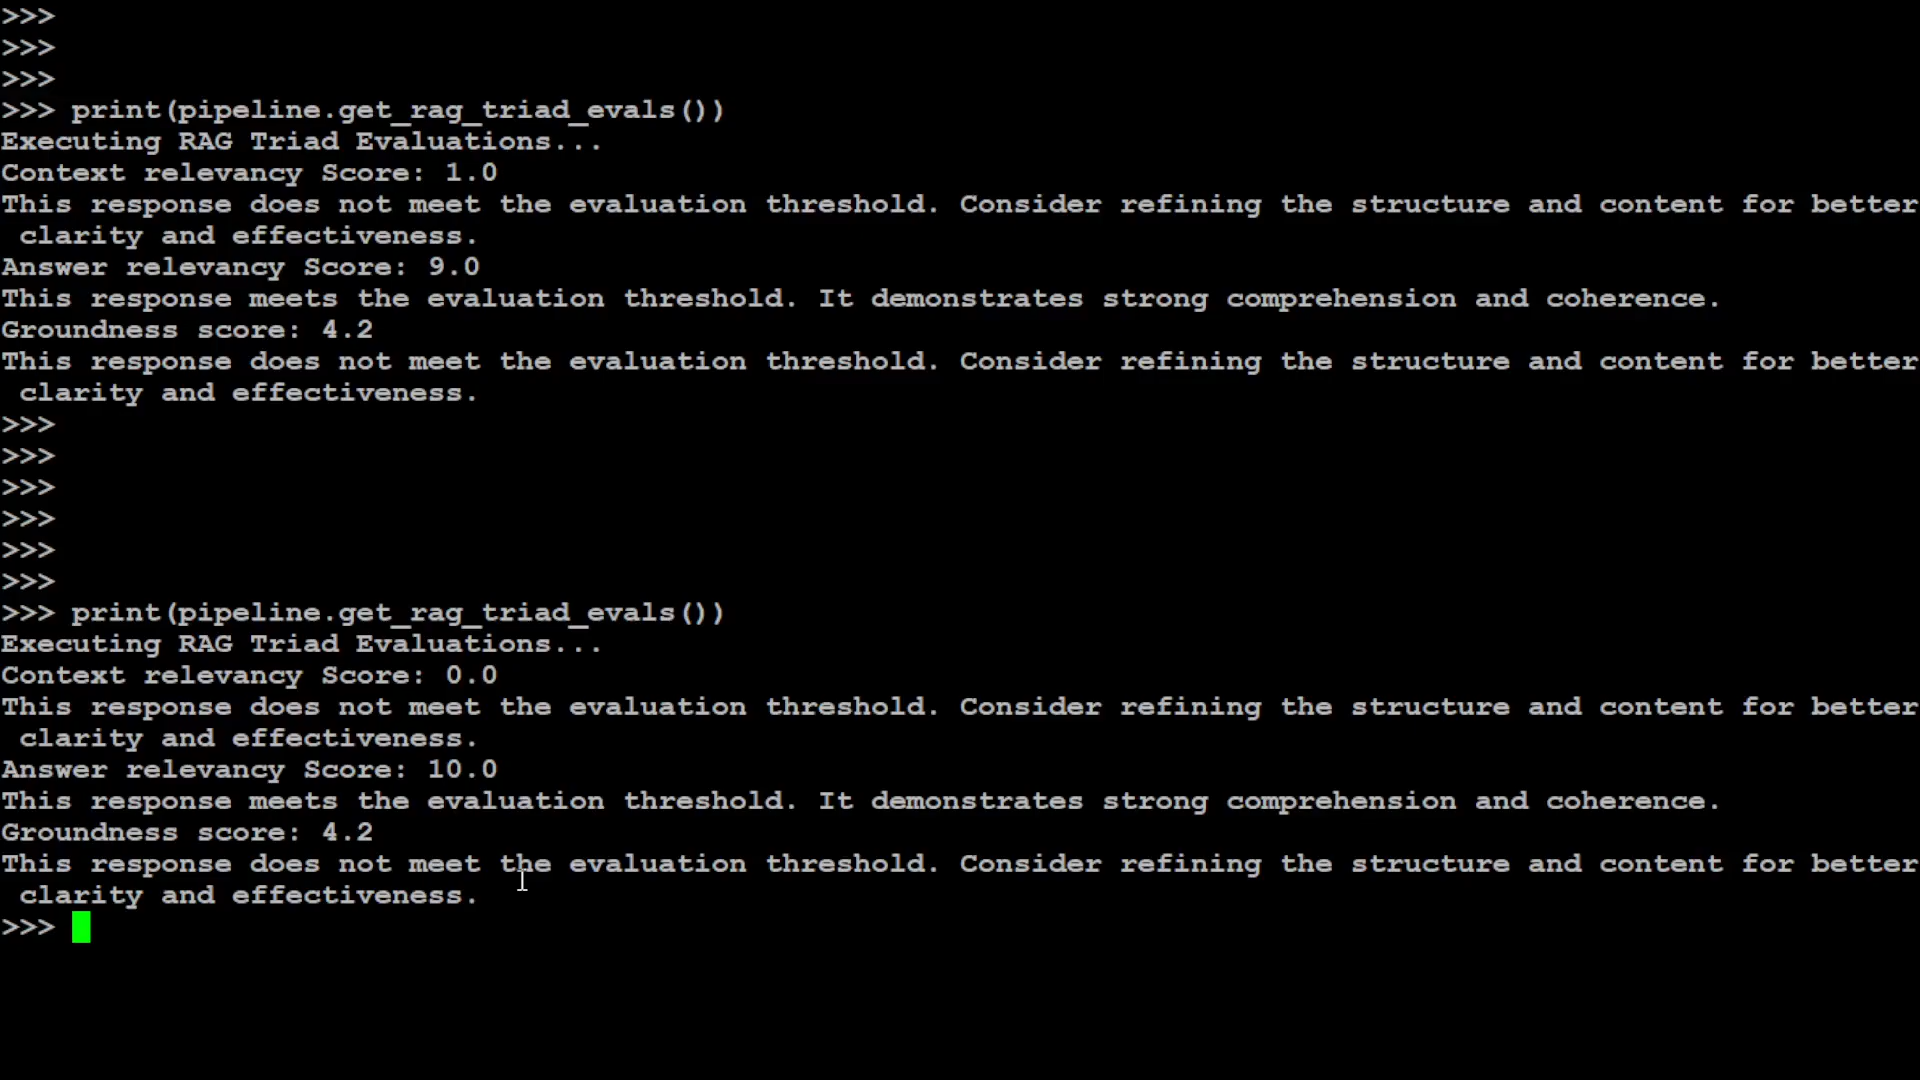 >>>
>>>
>>>
>>> print(pipeline.get_rag_triad_evals())
Executing RAG Triad Evaluations...
Context relevancy Score: 1.0
This response does not meet the evaluation threshold. Consider refining the structure and content for better
 clarity and effectiveness.
Answer relevancy Score: 9.0
This response meets the evaluation threshold. It demonstrates strong comprehension and coherence.
Groundness score: 4.2
This response does not meet the evaluation threshold. Consider refining the structure and content for better
 clarity and effectiveness.
>>>
>>>
>>>
>>>
>>>
>>>
>>> print(pipeline.get_rag_triad_evals())
Executing RAG Triad Evaluations...
Context relevancy Score: 0.0
This response does not meet the evaluation threshold. Consider refining the structure and content for better
 clarity and effectiveness.
Answer relevancy Score: 10.0
This response meets the evaluation threshold. It demonstrates strong comprehension and coherence.
Groundness score: 4.2
This response does not meet the evaluation threshold. Consider refining the structure and content for better
 clarity and effectiveness.
>>>